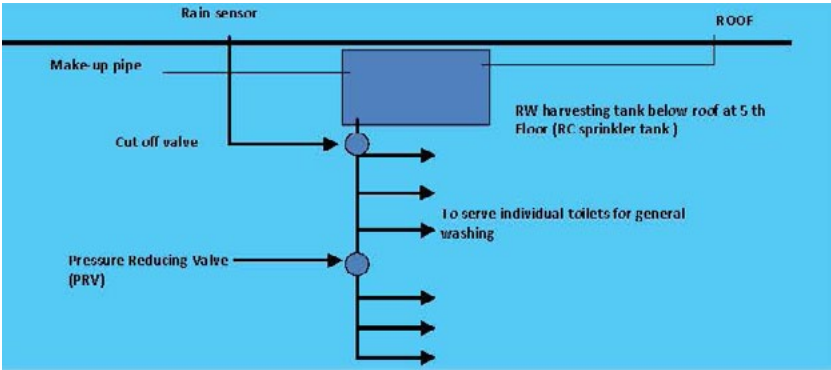 Rain sensor
ROOF
Make-up pipe
RW harvesting tank below roof at 5 th
Floor (RC sprinkler tank )
Cut off valve
To serve individual toilets for general
washing
Pressure Reducing Valve
(PRV)